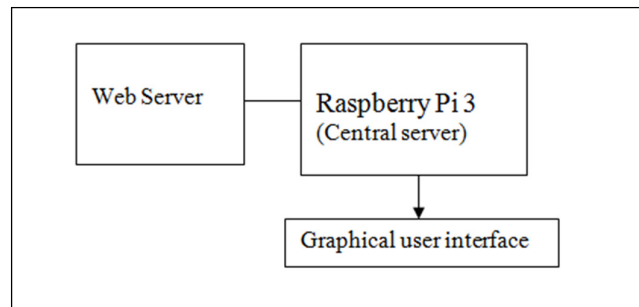 Web Server
Raspberry Pi 3
(Central server)
Graphical user interface